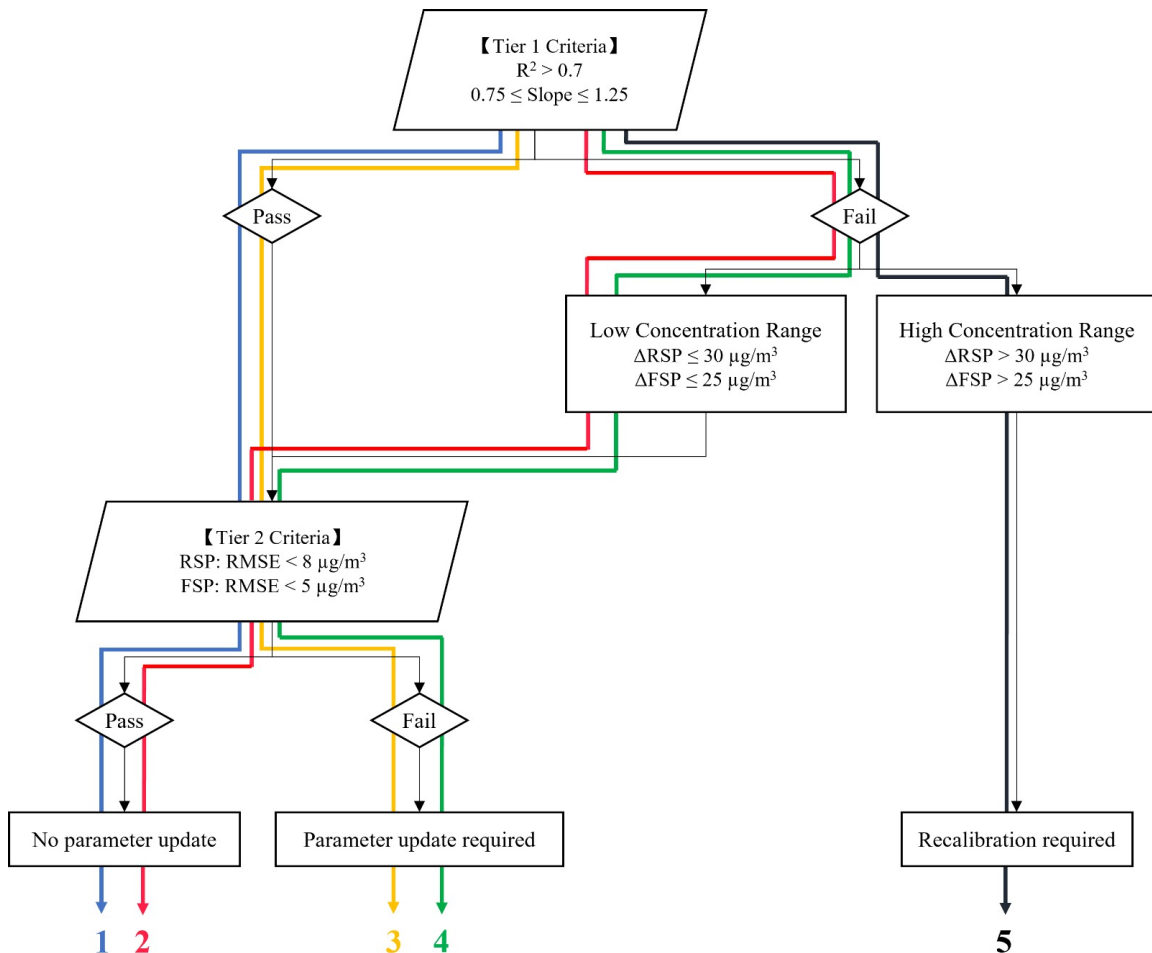 【Tier 1 Criteria】
R² > 0.7
0.75 ≤ Slope ≤ 1.25
Pass
Fail
Low Concentration Range
ΔRSP ≤ 30 µg/m³
ΔFSP ≤ 25 µg/m³
High Concentration Range
ΔRSP > 30 µg/m³
ΔFSP > 25 µg/m³
【Tier 2 Criteria】
RSP: RMSE < 8 µg/m³
FSP: RMSE < 5 µg/m³
Pass
Fail
No parameter update
Parameter update required
Recalibration required
1
2
3
4
5